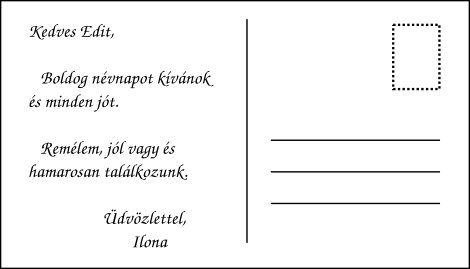 Kedves Edit,
Boldog névnapot kívánok
és minden jót.
Remélem, jól vagy és
hamarosan találkozunk.
Üdvözlettel,
Ilona